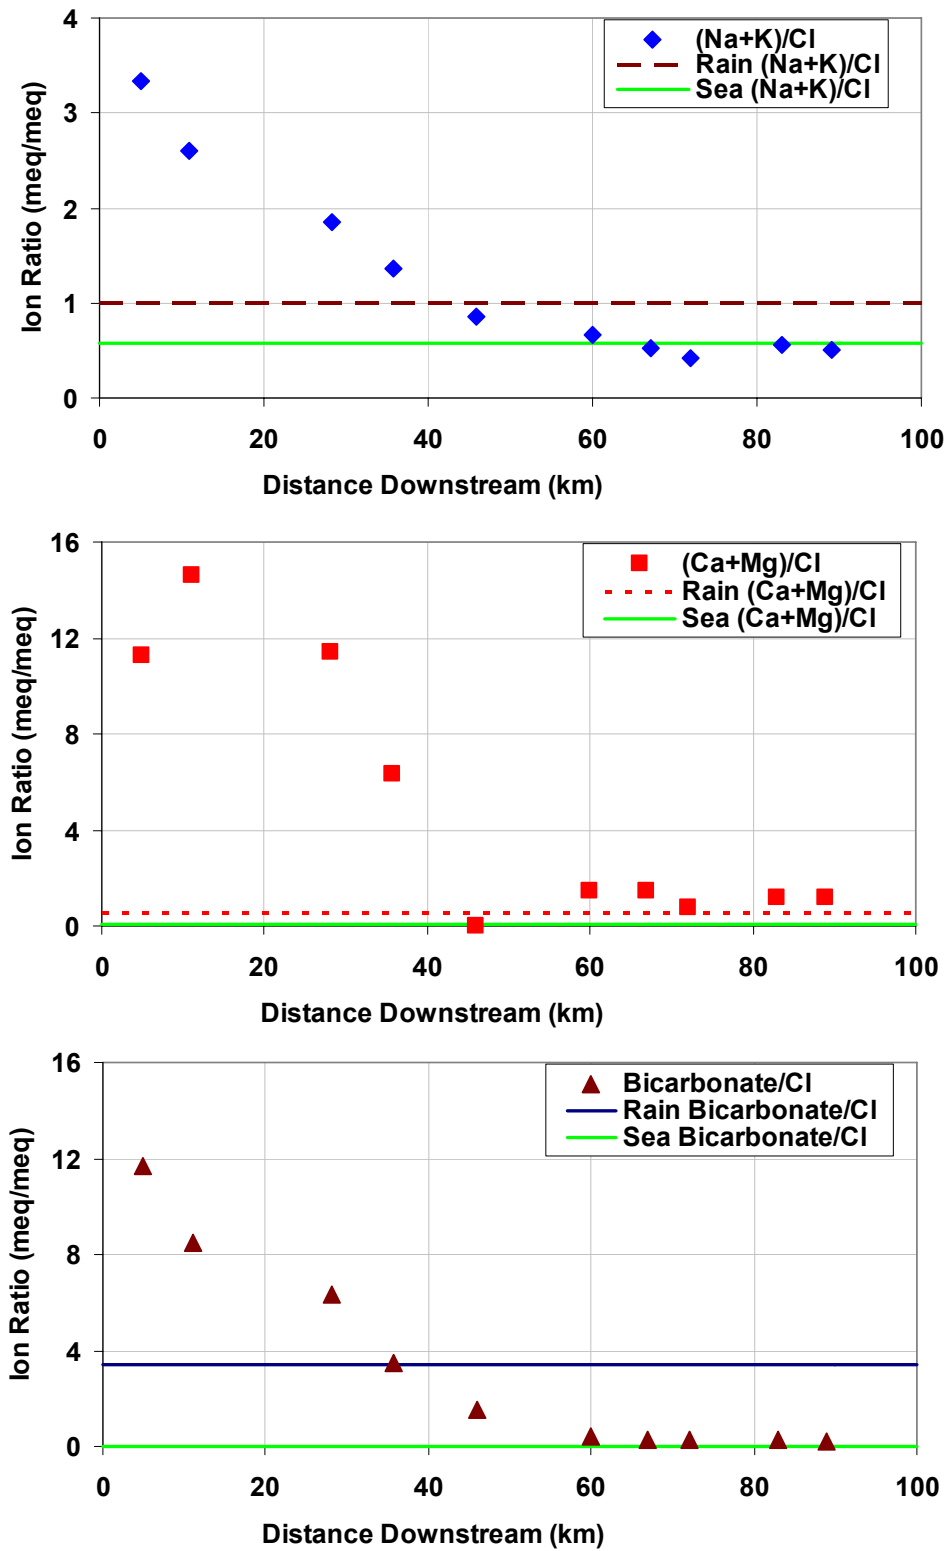 4
3
2
1
0
Ion Ratio (meq/meq)
(Na+K)/Cl
Rain (Na+K)/Cl
Sea (Na+K)/Cl
0 20 40 60 80 100
Distance Downstream (km)
16
12
8
4
0
Ion Ratio (meq/meq)
(Ca+Mg)/Cl
Rain (Ca+Mg)/Cl
Sea (Ca+Mg)/Cl
0 20 40 60 80 100
Distance Downstream (km)
16
12
8
4
0
Ion Ratio (meq/meq)
Bicarbonate/Cl
Rain Bicarbonate/Cl
Sea Bicarbonate/Cl
0 20 40 60 80 100
Distance Downstream (km)